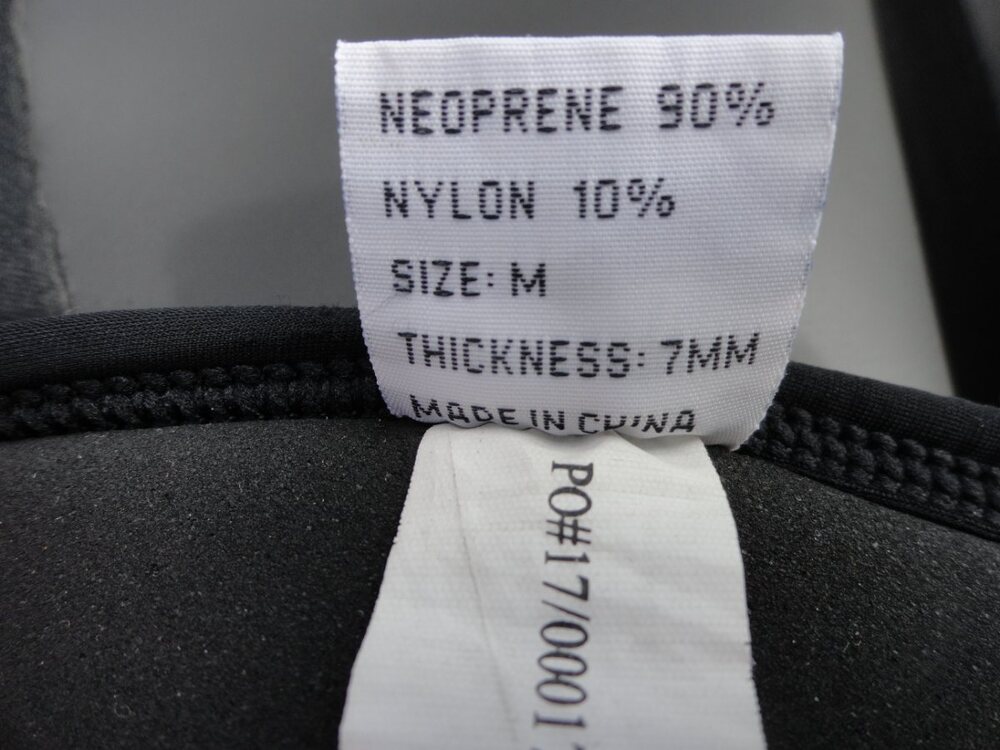 NEOPRENE 90%
NYLON 10%
SIZE: M
THICKNESS: 7MM
MADE IN CHINA
PO#17/0001